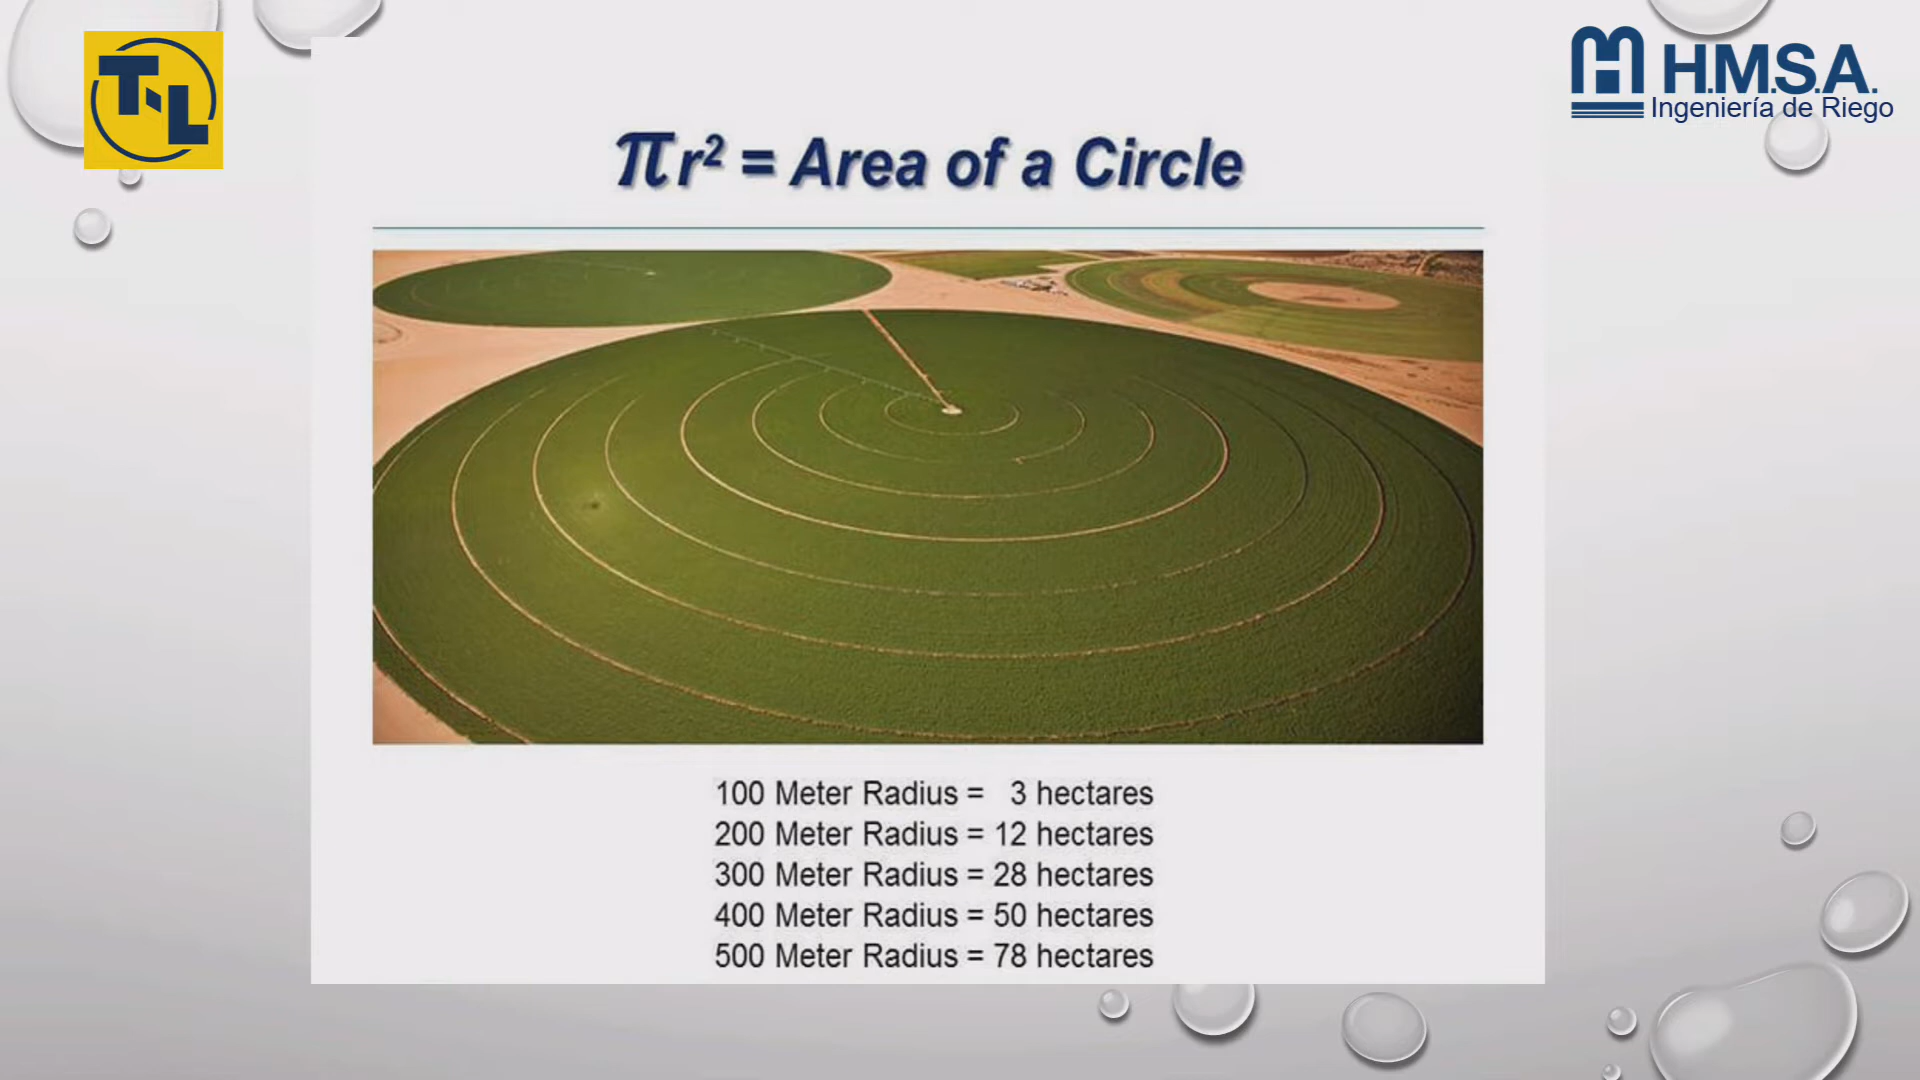 T-L
H.M.S.A.
Ingeniería de Riego
πr² = Area of a Circle
100 Meter Radius = 3 hectares
200 Meter Radius = 12 hectares
300 Meter Radius = 28 hectares
400 Meter Radius = 50 hectares
500 Meter Radius = 78 hectares